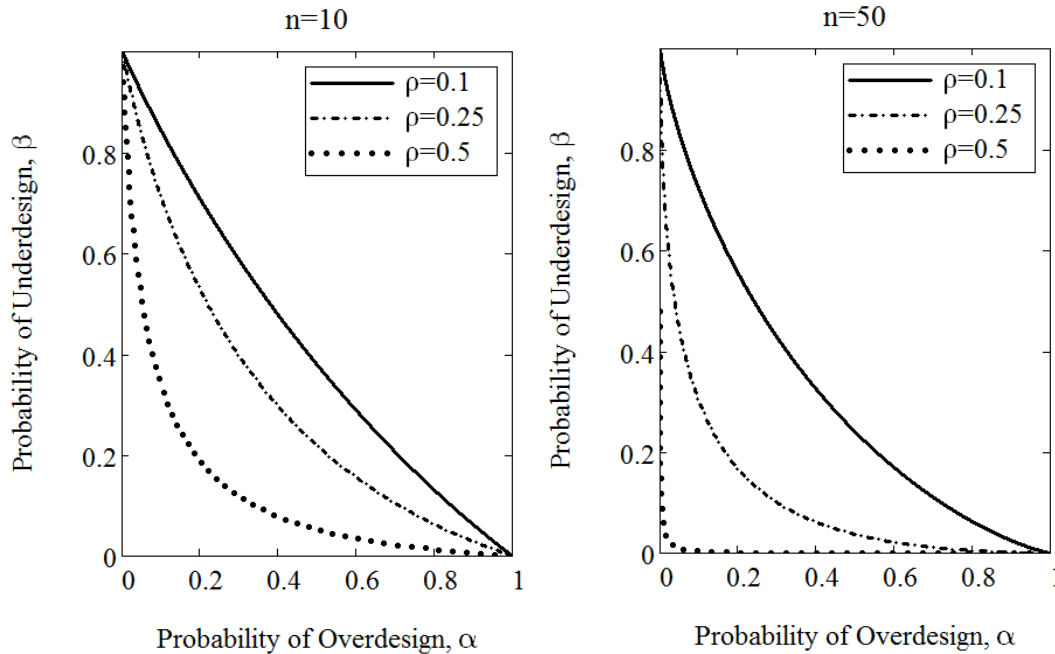 n=10
ρ=0.1
ρ=0.25
ρ=0.5
0.8
0.6
0.4
0.2
0
0
0.2
0.4
0.6
0.8
1
Probability of Underdesign, β
Probability of Overdesign, α
n=50
ρ=0.1
ρ=0.25
ρ=0.5
0.8
0.6
0.4
0.2
0
0
0.2
0.4
0.6
0.8
1
Probability of Underdesign, β
Probability of Overdesign, α